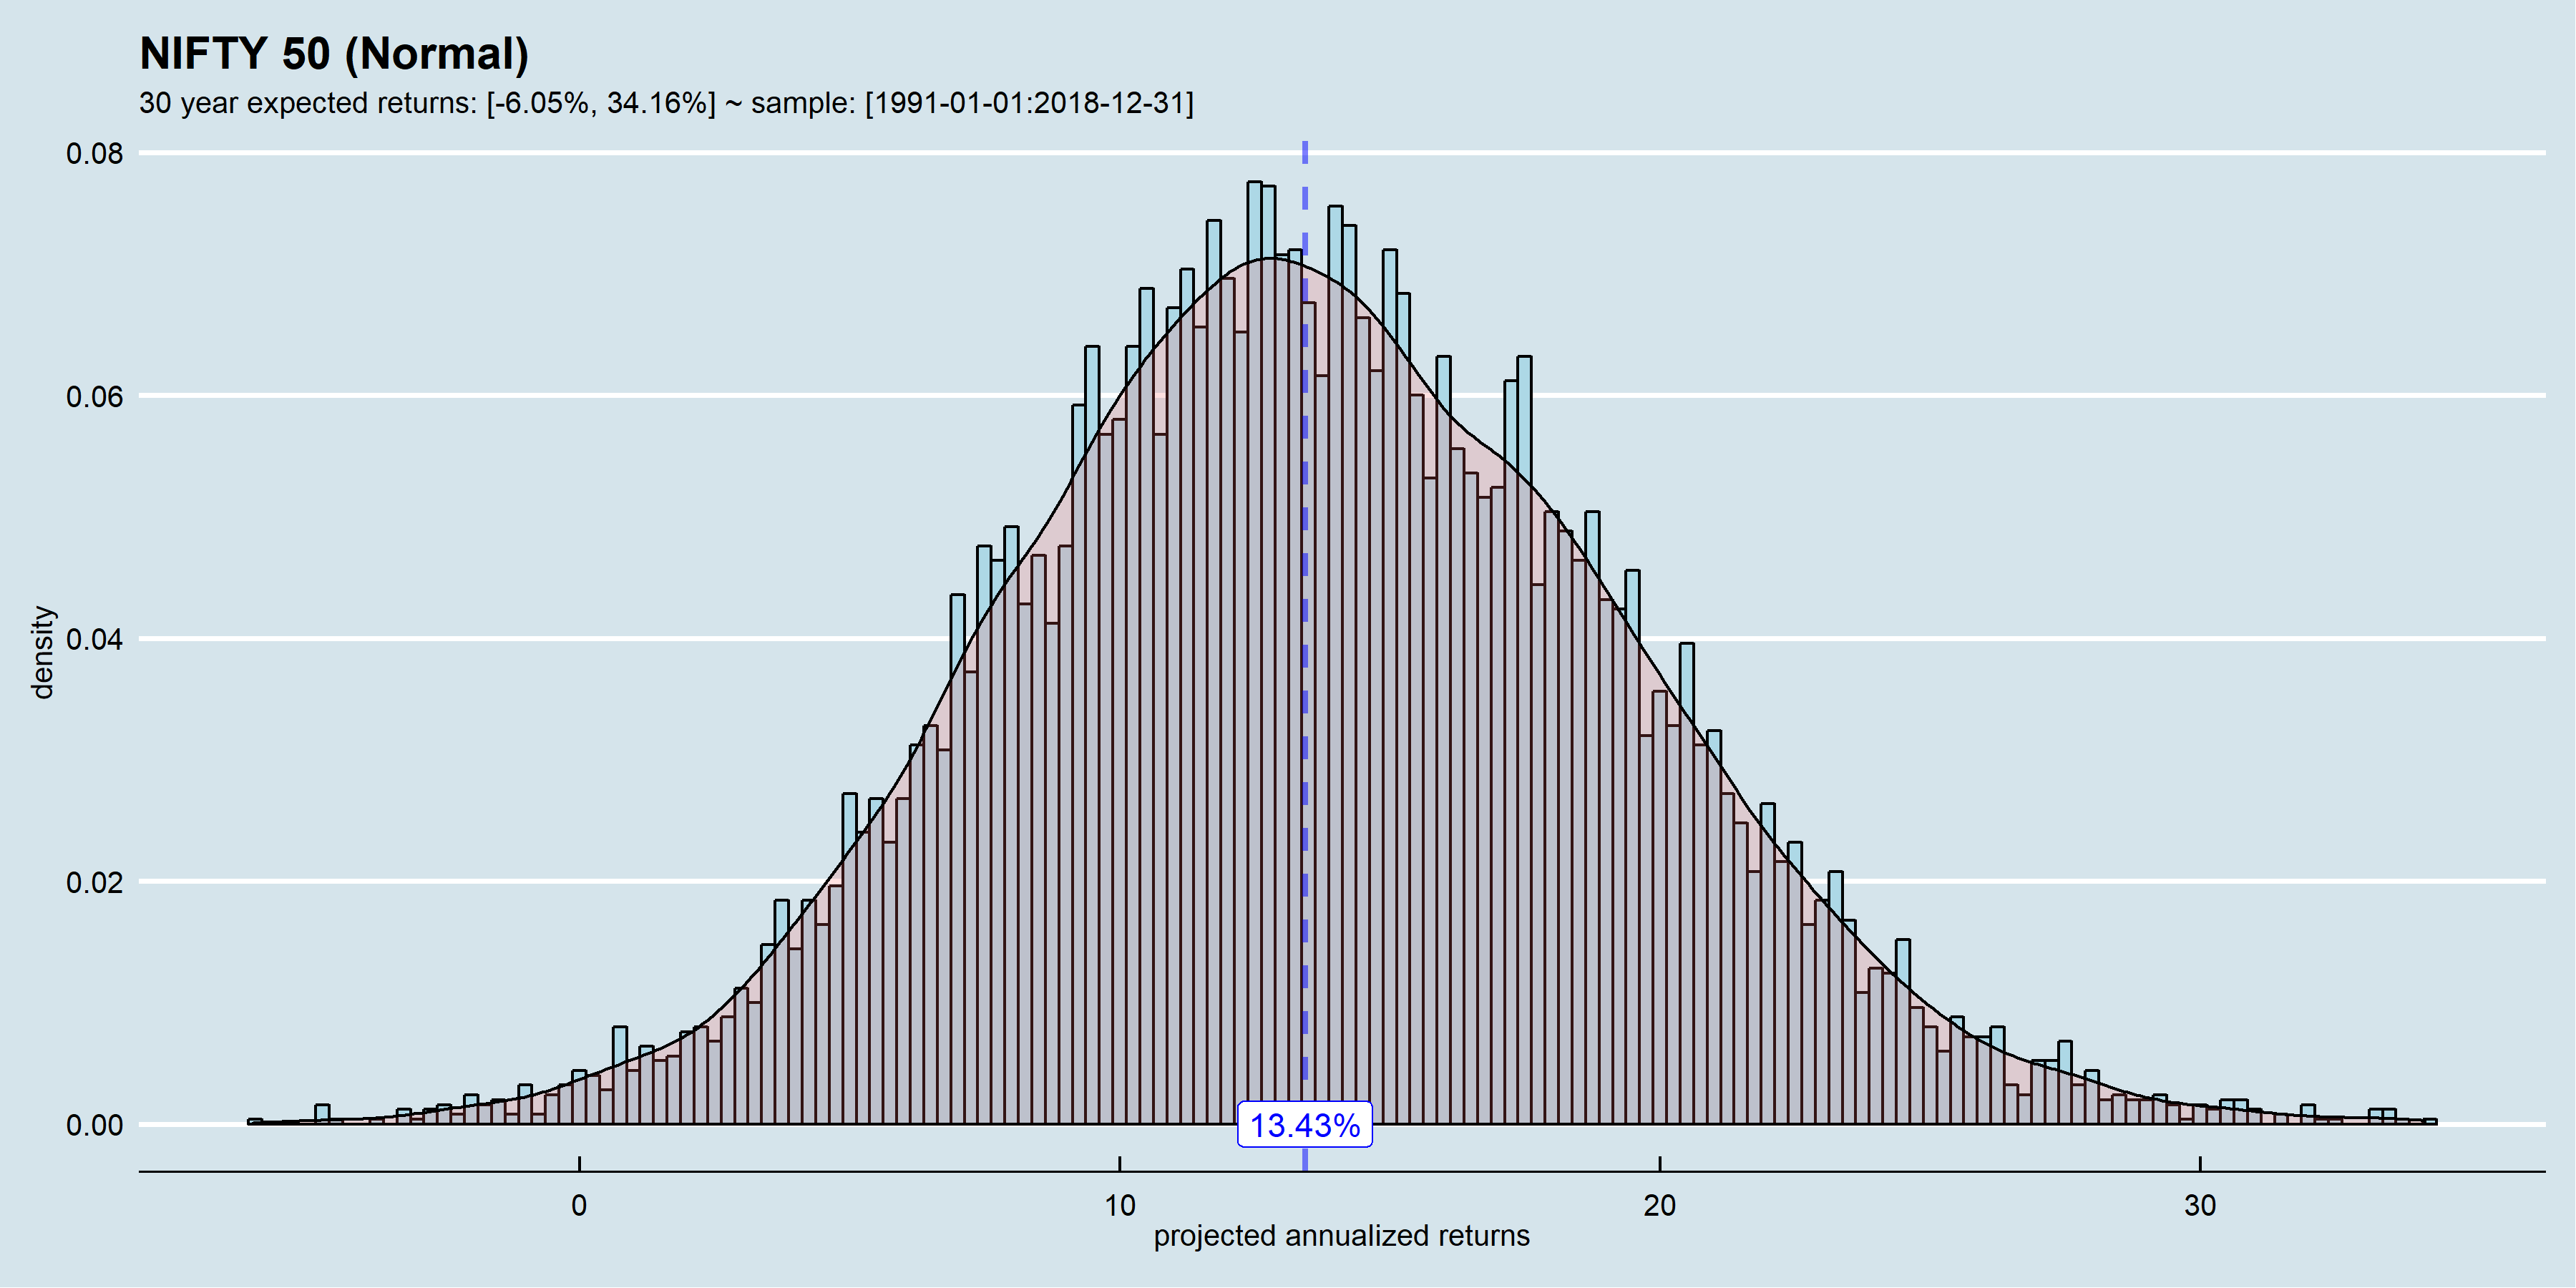 NIFTY 50 (Normal)
30 year expected returns: [-6.05%, 34.16%] ~ sample: [1991-01-01:2018-12-31]
0.08
0.06
0.04
0.02
0.00
density
13.43%
0 10 20 30
projected annualized returns